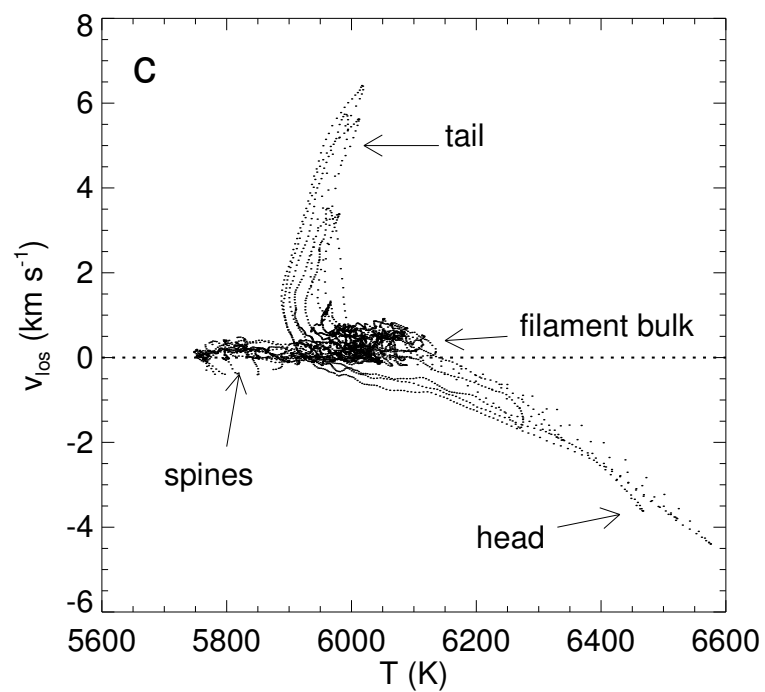 c
8
6
4
2
0
-2
-4
-6
v_los (km s^-1)
tail
filament bulk
spines
head
5600 5800 6000 6200 6400 6600
T (K)